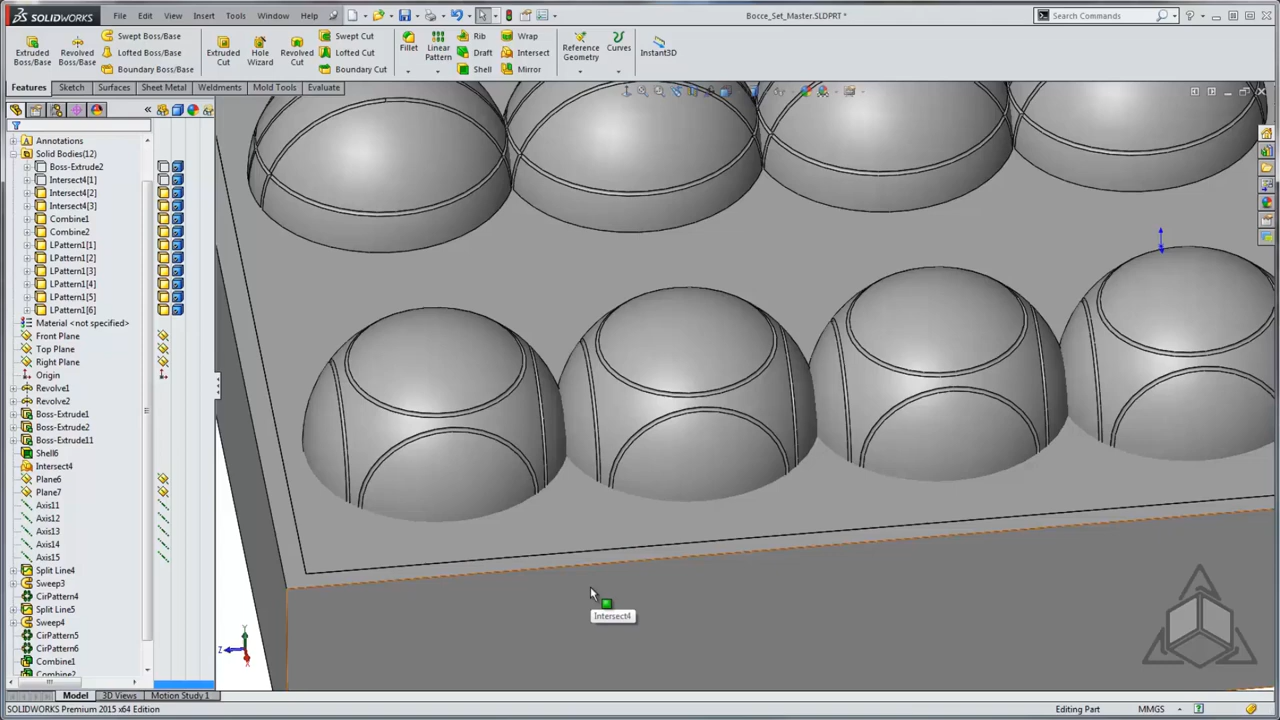 SOLIDWORKS File Edit View Insert Tools Window Help Bocce_Set_Master.SLDPRT * Search Commands
Extruded Boss/Base
Revolved Boss/Base
Swept Boss/Base
Lofted Boss/Base
Boundary Boss/Base
Extruded Cut
Hole Wizard
Revolved Cut
Swept Cut
Lofted Cut
Boundary Cut
Fillet
Linear Pattern
Rib
Draft
Shell
Wrap
Intersect
Mirror
Reference Geometry
Curves
Instant3D
Features Sketch Surfaces Sheet Metal Weldments Mold Tools Evaluate
Annotations
Solid Bodies(12)
Boss-Extrude2
Intersect4[1]
Intersect4[2]
Intersect4[3]
Combine1
Combine2
LPattern1[1]
LPattern1[2]
LPattern1[3]
LPattern1[4]
LPattern1[5]
LPattern1[6]
Material <not specified>
Front Plane
Top Plane
Right Plane
Origin
Revolve1
Revolve2
Boss-Extrude1
Boss-Extrude2
Boss-Extrude11
Shell6
Intersect4
Plane6
Plane7
Axis11
Axis12
Axis13
Axis14
Axis15
Split Line4
Sweep3
CirPattern4
Split Line5
Sweep4
CirPattern5
CirPattern6
Combine1
Combine2
Intersect4
Y
Z
X
Model 3D Views Motion Study 1
SOLIDWORKS Premium 2015 x64 Edition Editing Part MMGS